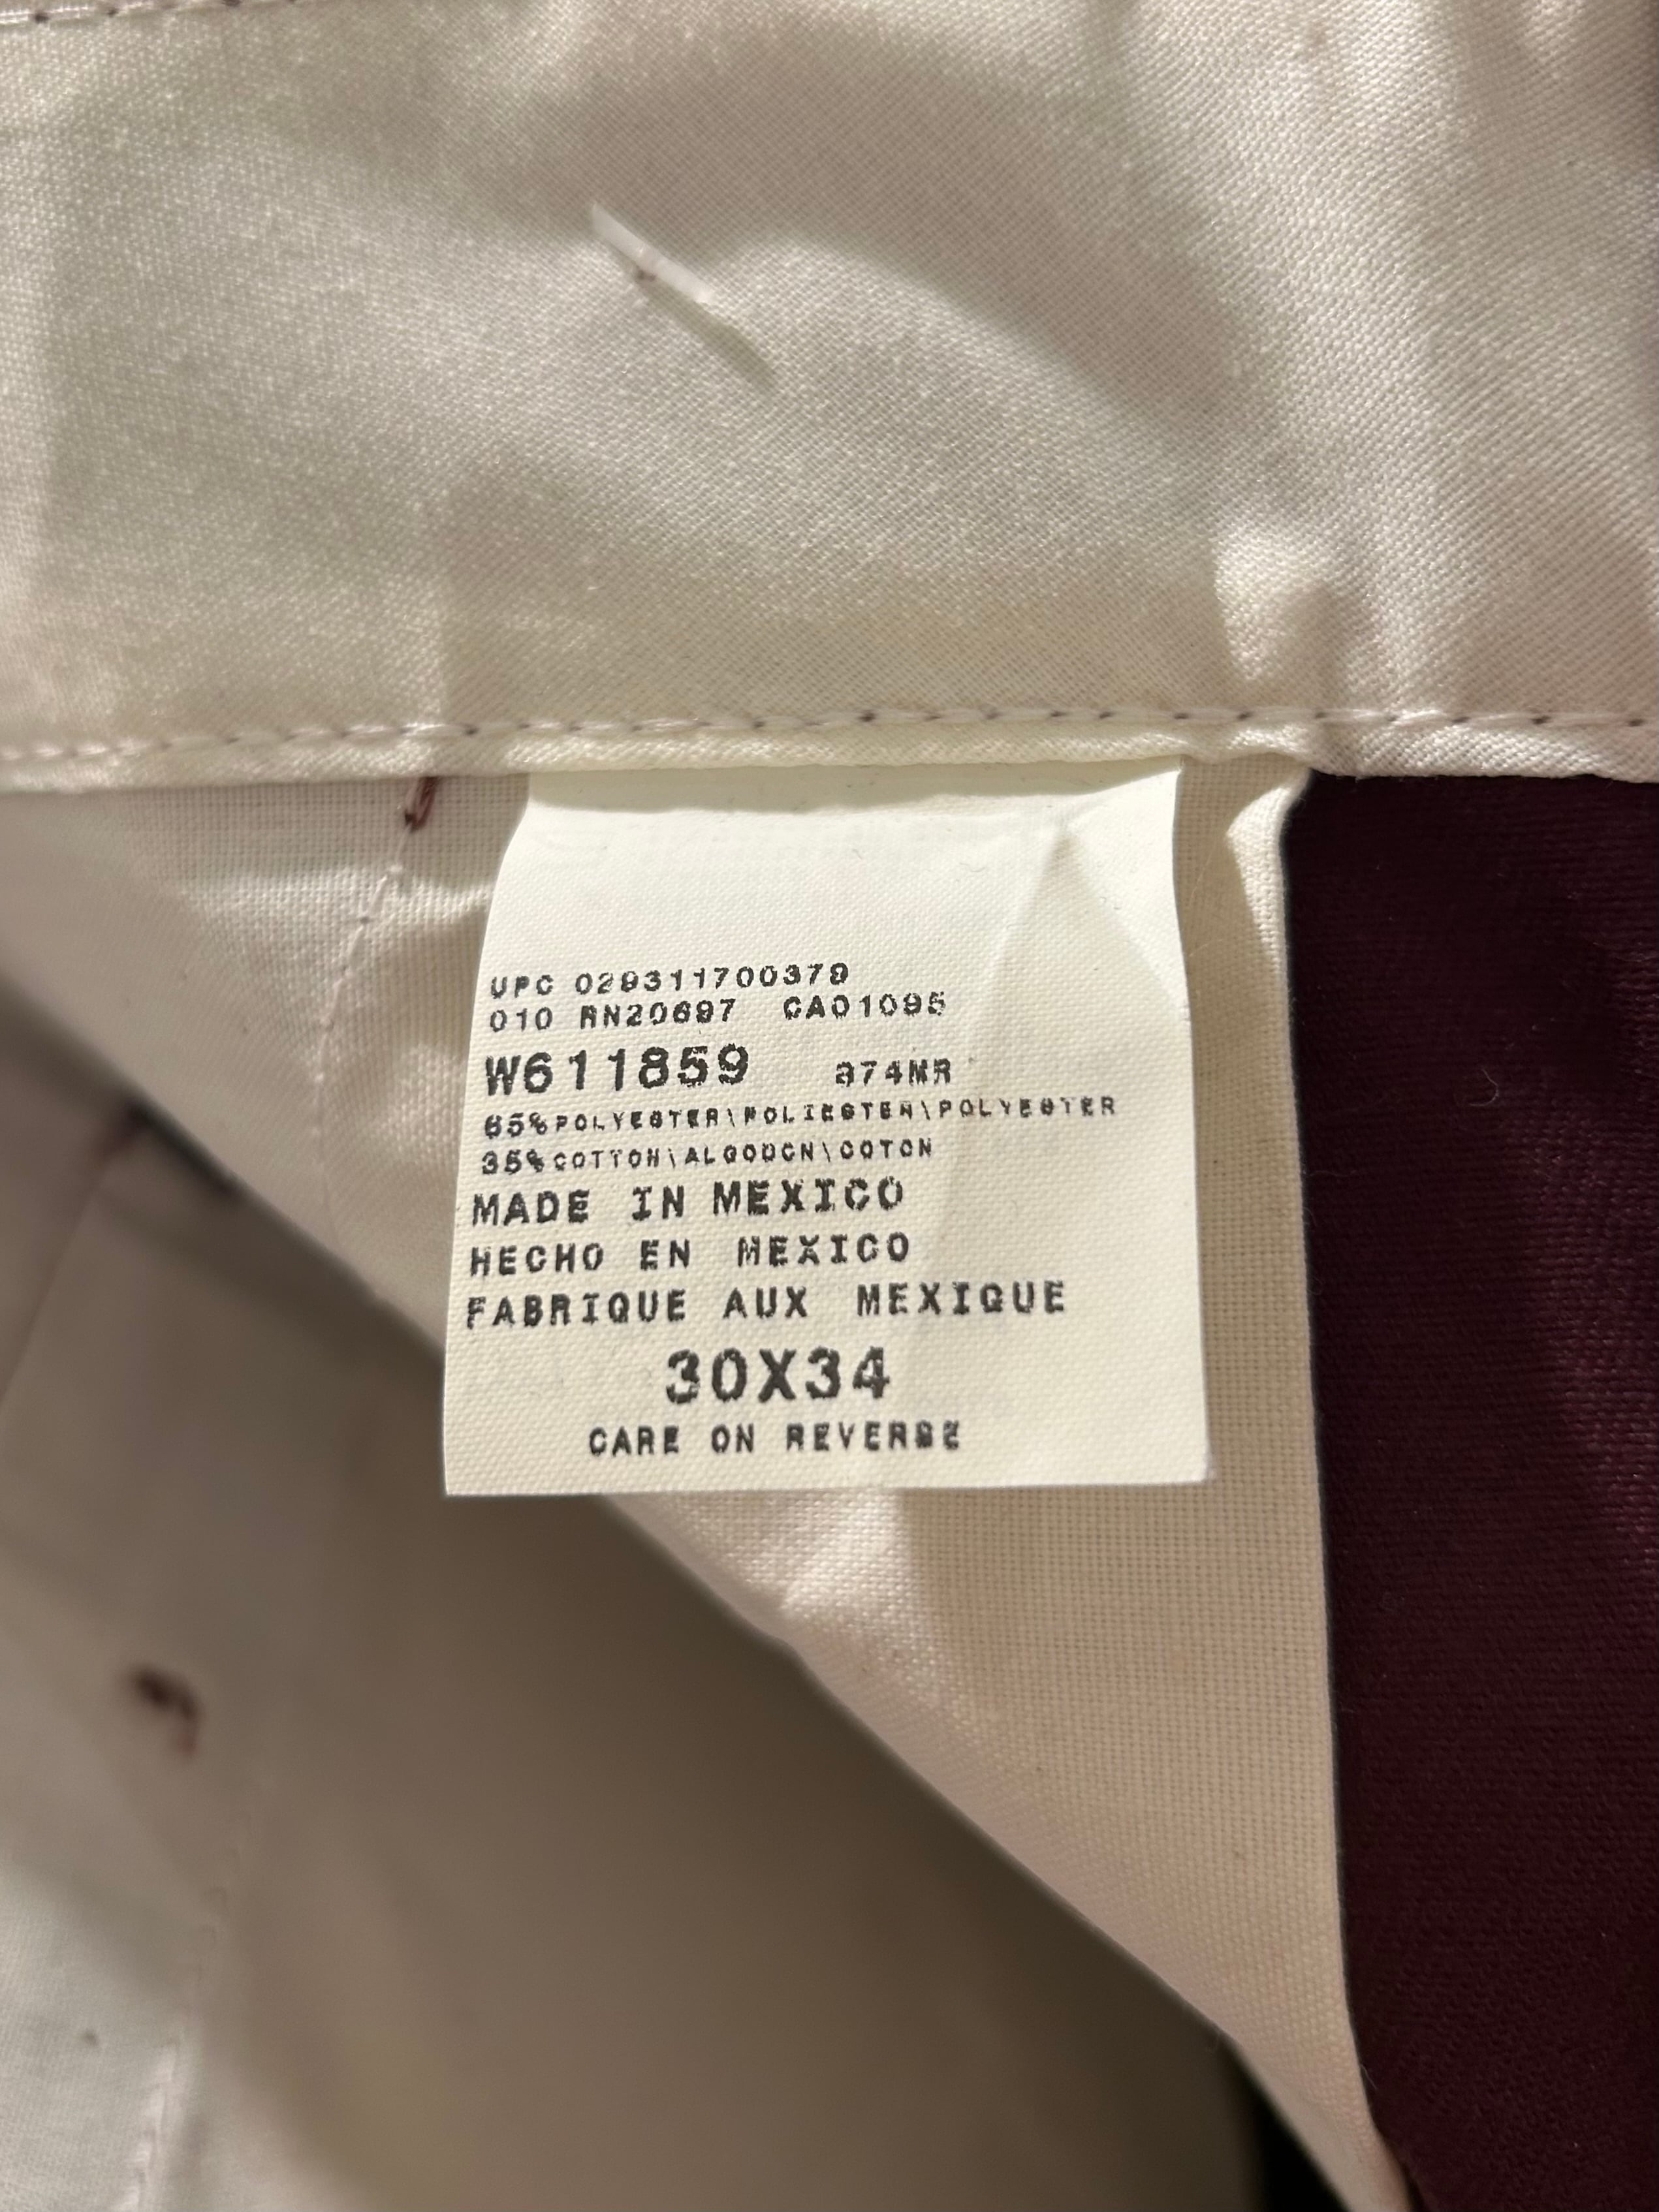 UPC 029311700379
010 RN20697 CA01095
W611859 874MR
65%POLYESTER\POLIESTER\POLYESTER
35%COTTON\ALGODON\COTON
MADE IN MEXICO
HECHO EN MEXICO
FABRIQUE AUX MEXIQUE
30X34
CARE ON REVERSE